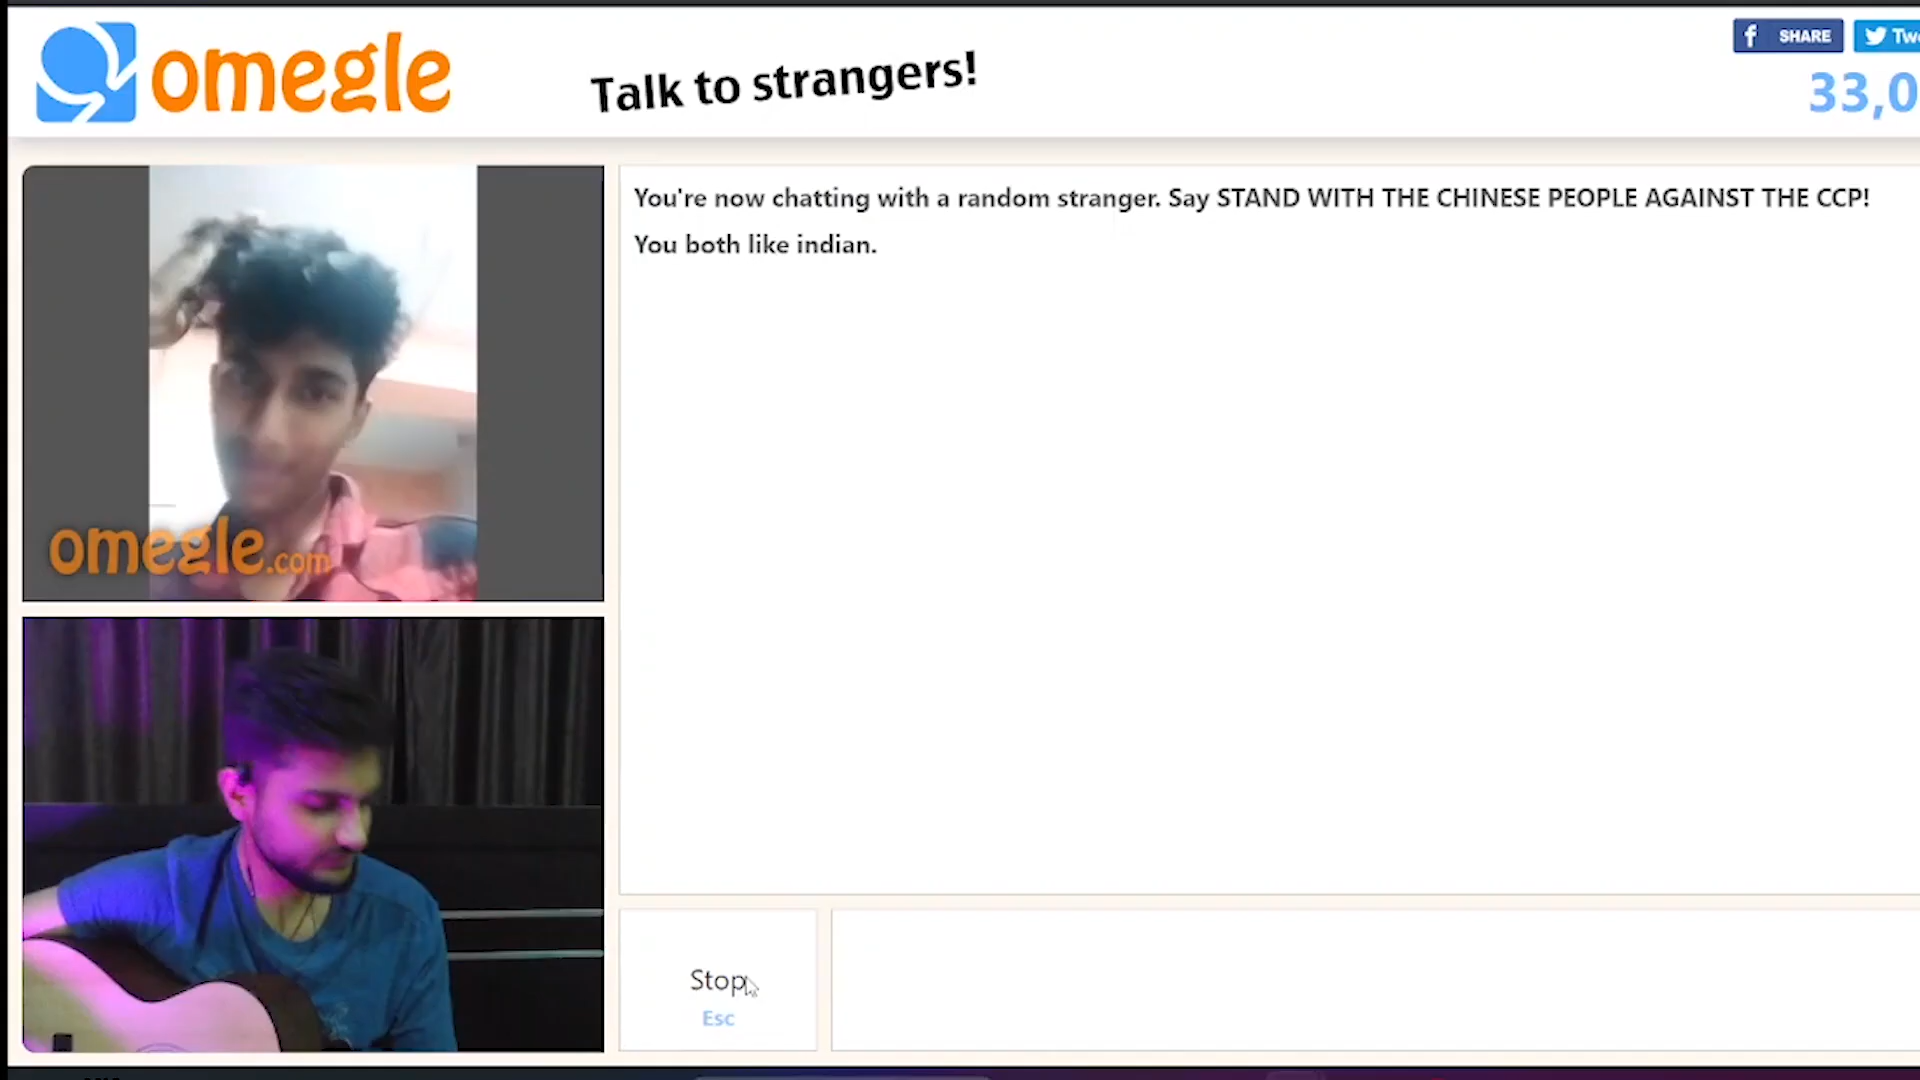 omegle
Talk to strangers!
f SHARE
Twe
33,0
You're now chatting with a random stranger. Say STAND WITH THE CHINESE PEOPLE AGAINST THE CCP!
You both like indian.
omegle.com
Stop
Esc